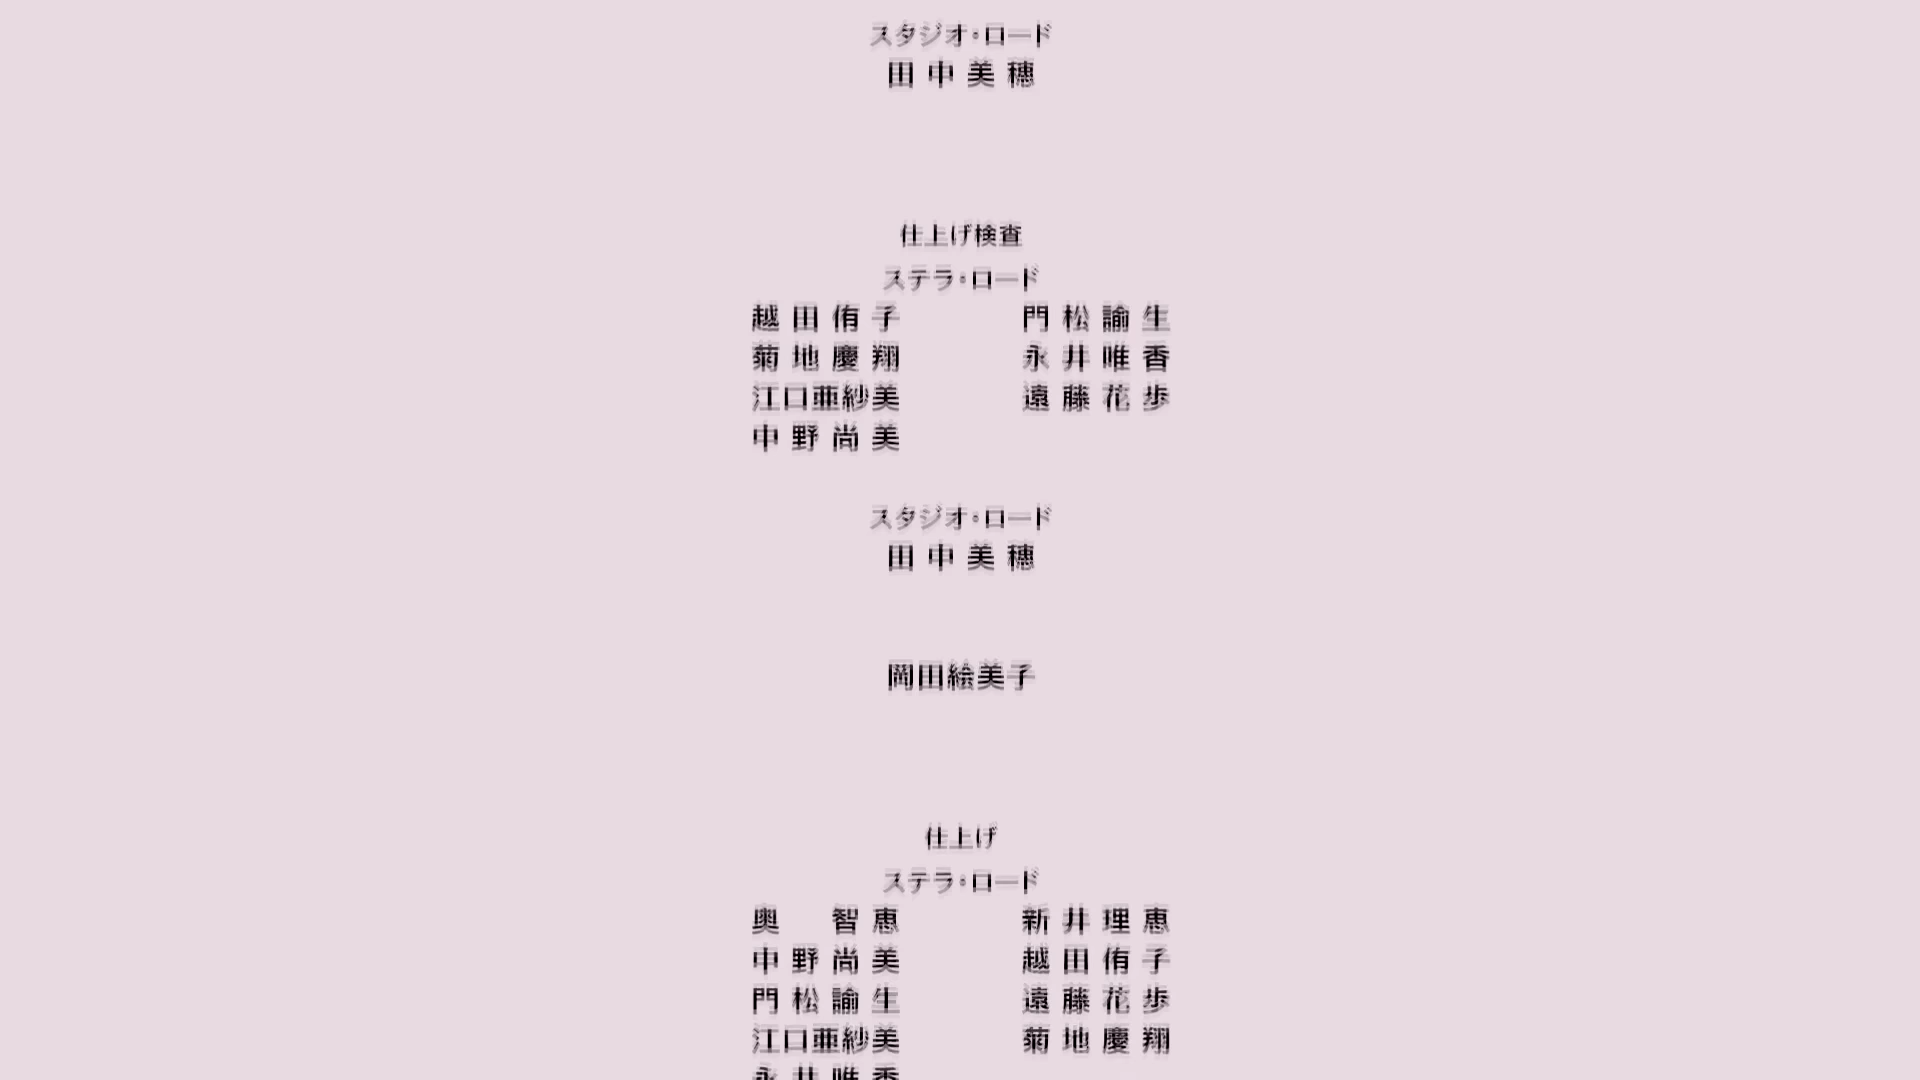 スタジオ・ロード
田中美穂
仕上げ検査
ステラ・ロード
越田侑子 門松諭生
菊地慶翔 永井唯香
江口亜紗美 遠藤花歩
中野尚美
スタジオ・ロード
田中美穂
岡田絵美子
仕上げ
ステラ・ロード
奥 智恵 新井理恵
中野尚美 越田侑子
門松諭生 遠藤花歩
江口亜紗美 菊地慶翔
永井唯香